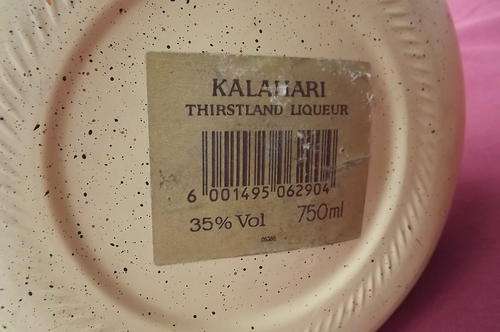 KALAHARI
THIRSTLAND LIQUEUR
6 001495 062904
35% Vol 750ml